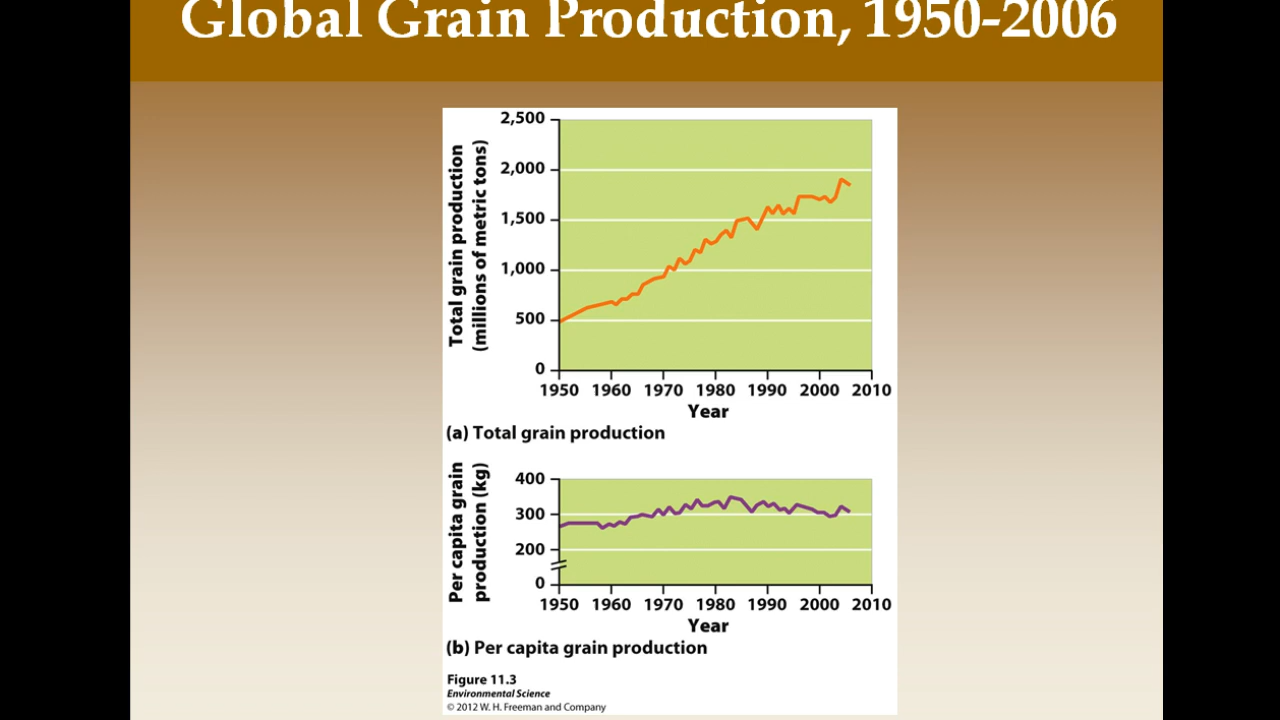 Global Grain Production, 1950-2006
Total grain production
(millions of metric tons)
2,500
2,000
1,500
1,000
500
0
1950 1960 1970 1980 1990 2000 2010
Year
(a) Total grain production
Per capita grain
production (kg)
400
300
200
0
1950 1960 1970 1980 1990 2000 2010
Year
(b) Per capita grain production
Figure 11.3
Environmental Science
© 2012 W. H. Freeman and Company